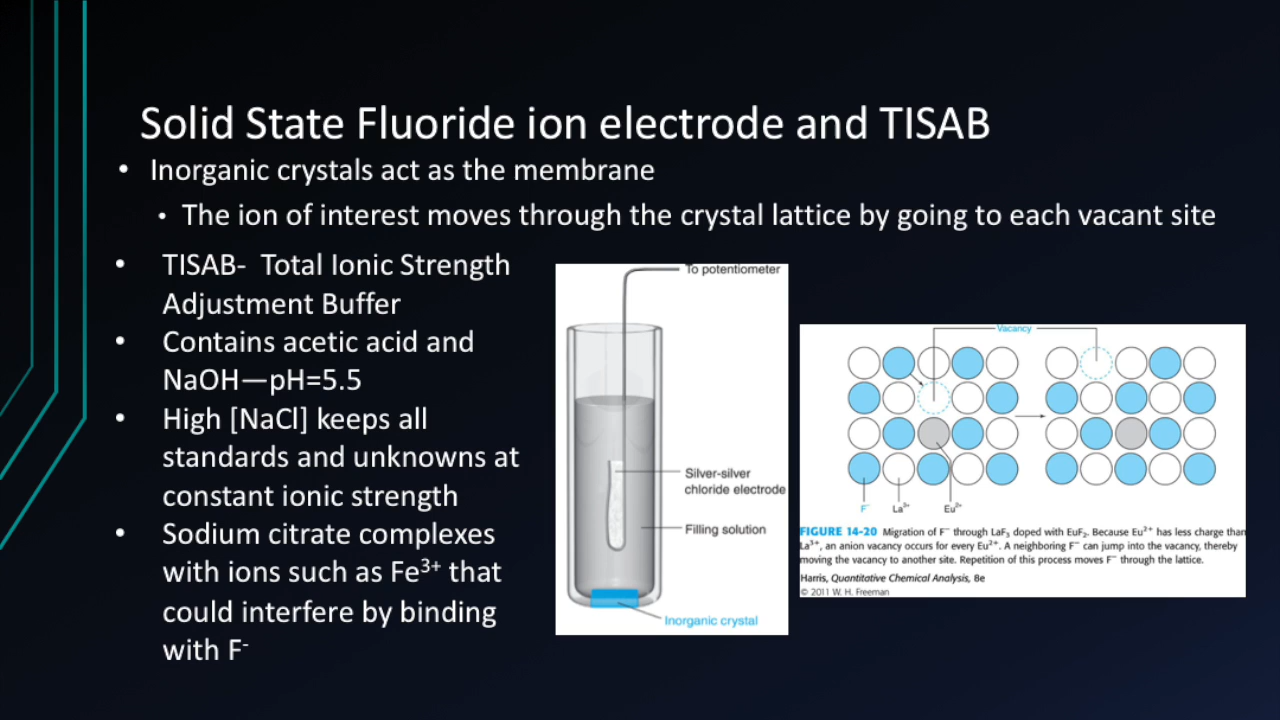 Solid State Fluoride ion electrode and TISAB
• Inorganic crystals act as the membrane
• The ion of interest moves through the crystal lattice by going to each vacant site
• TISAB- Total Ionic Strength
Adjustment Buffer
• Contains acetic acid and
NaOH—pH=5.5
• High [NaCl] keeps all
standards and unknowns at
constant ionic strength
• Sodium citrate complexes
with ions such as Fe³⁺ that
could interfere by binding
with F⁻
To potentiometer
Silver-silver
chloride electrode
Filling solution
Inorganic crystal
Vacancy
F⁻ La³⁺ Eu²⁺
FIGURE 14-20 Migration of F⁻ through LaF₃ doped with EuF₂. Because Eu²⁺ has less charge than
La³⁺, an anion vacancy occurs for every Eu²⁺. A neighboring F⁻ can jump into the vacancy, thereby
moving the vacancy to another site. Repetition of this process moves F⁻ through the lattice.
Harris, Quantitative Chemical Analysis, 8e
© 2011 W. H. Freeman